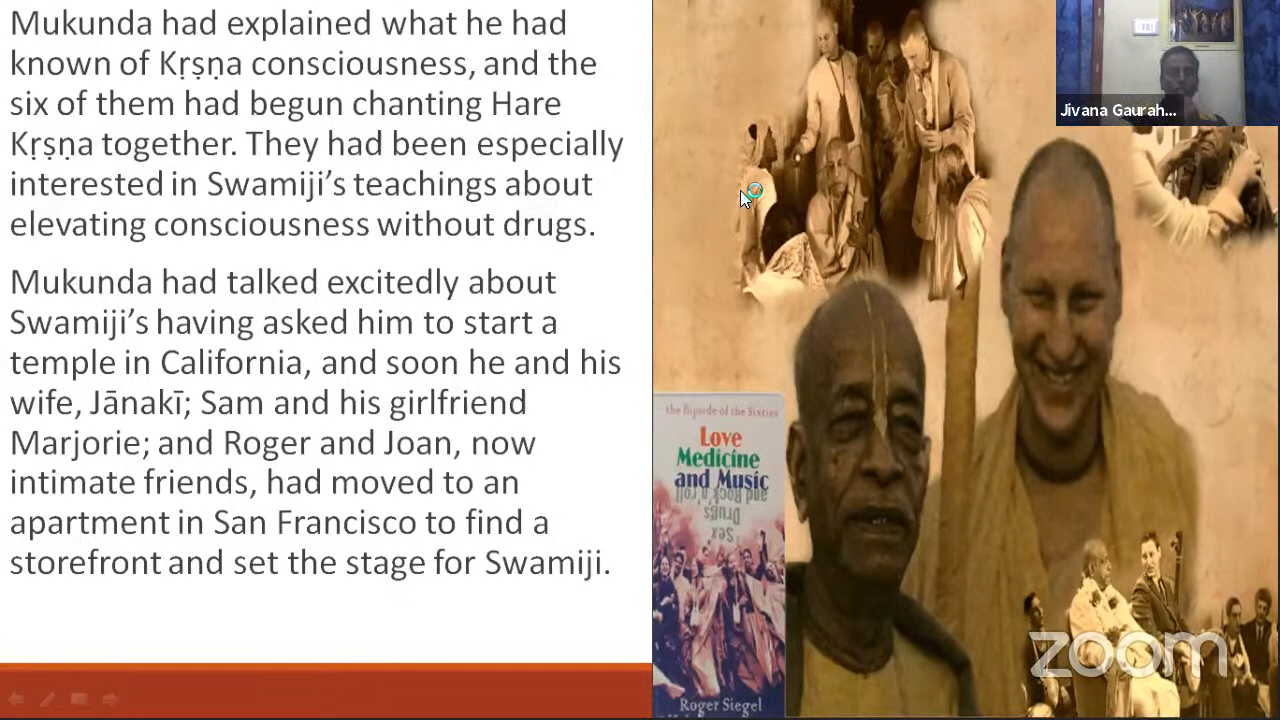 Mukunda had explained what he had
known of Kṛṣṇa consciousness, and the
six of them had begun chanting Hare
Kṛṣṇa together. They had been especially
interested in Swamiji’s teachings about
elevating consciousness without drugs.
Mukunda had talked excitedly about
Swamiji’s having asked him to start a
temple in California, and soon he and his
wife, Jānakī; Sam and his girlfriend
Marjorie; and Roger and Joan, now
intimate friends, had moved to an
apartment in San Francisco to find a
storefront and set the stage for Swamiji.
Jivana Gaurah...
the flipside of the Sixties
Love
Medicine
and Music
and Rock n roll
Drugs
Sex
Roger Siegel
zoom